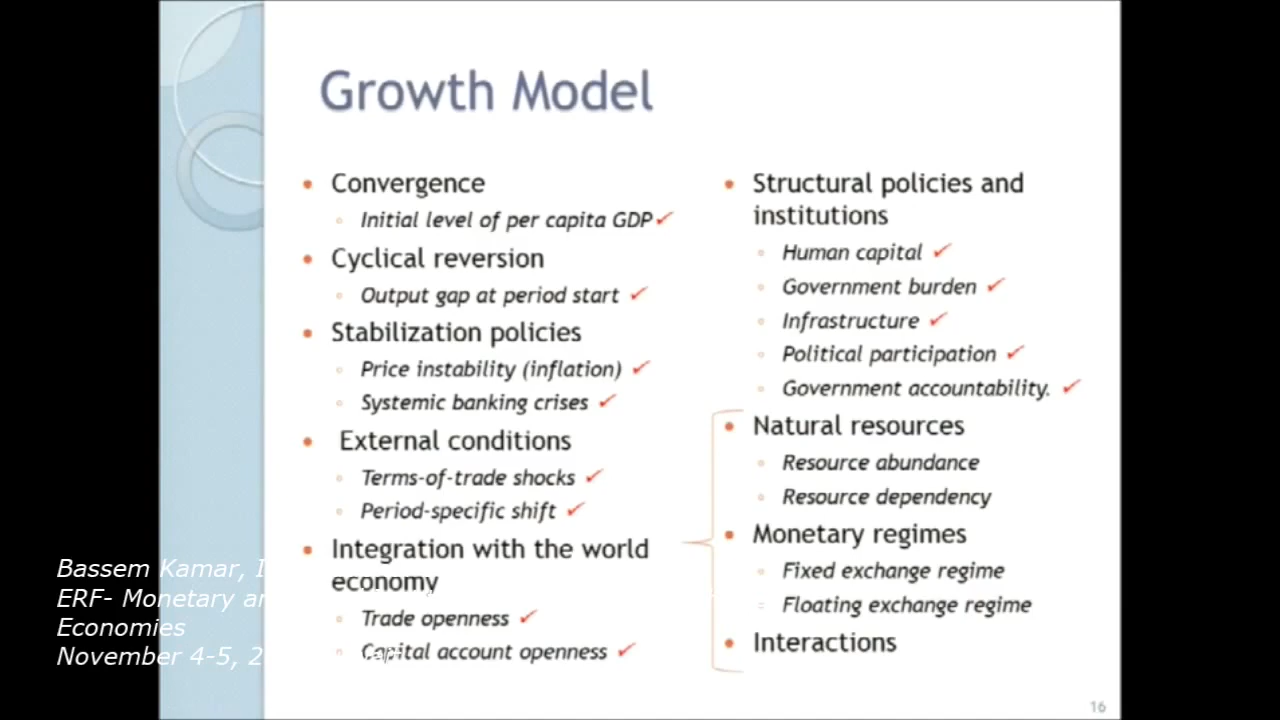 Growth Model
Convergence
Initial level of per capita GDP✓
Cyclical reversion
Output gap at period start ✓
Stabilization policies
Price instability (inflation) ✓
Systemic banking crises ✓
External conditions
Terms-of-trade shocks ✓
Period-specific shift ✓
Integration with the world
economy
Trade openness ✓
Capital account openness ✓
Structural policies and
institutions
Human capital ✓
Government burden ✓
Infrastructure ✓
Political participation ✓
Government accountability. ✓
Natural resources
Resource abundance
Resource dependency
Monetary regimes
Fixed exchange regime
Floating exchange regime
Interactions
16
Bassem Kamar,
ERF- Monetary
Economies
November 4-5,